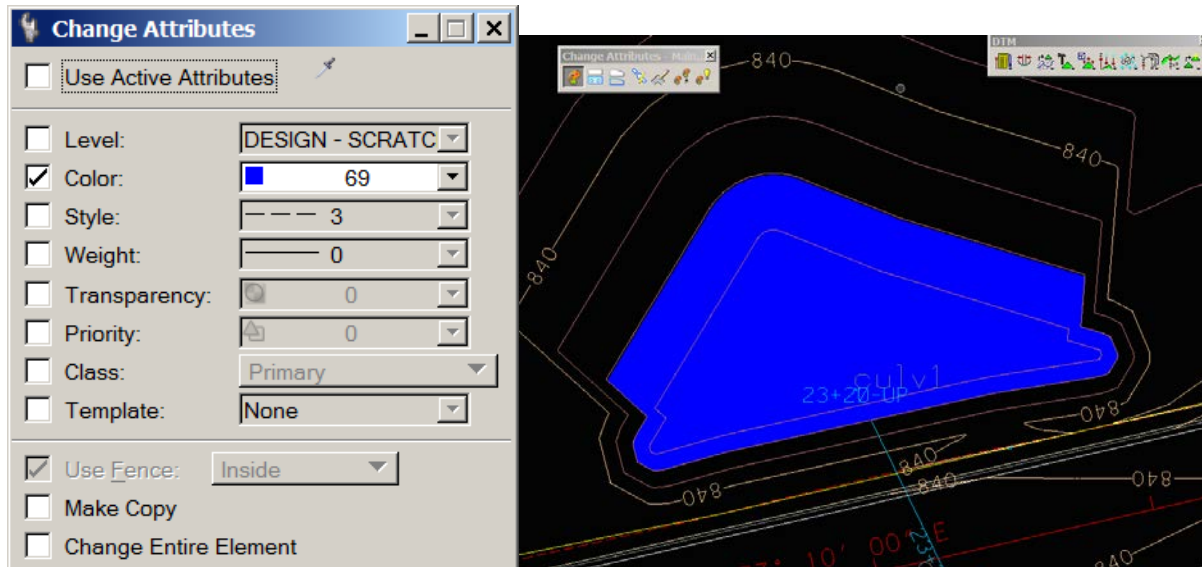 Change Attributes
Use Active Attributes
Level: DESIGN - SCRATC
Color: 69
Style: 3
Weight: 0
Transparency: 0
Priority: 0
Class: Primary
Template: None
Use Fence: Inside
Make Copy
Change Entire Element
Change Attributes - Main
DTM
840
840
840
culv1
23+20-UP
840
840
840
840
840
10' 00" E
23+
840